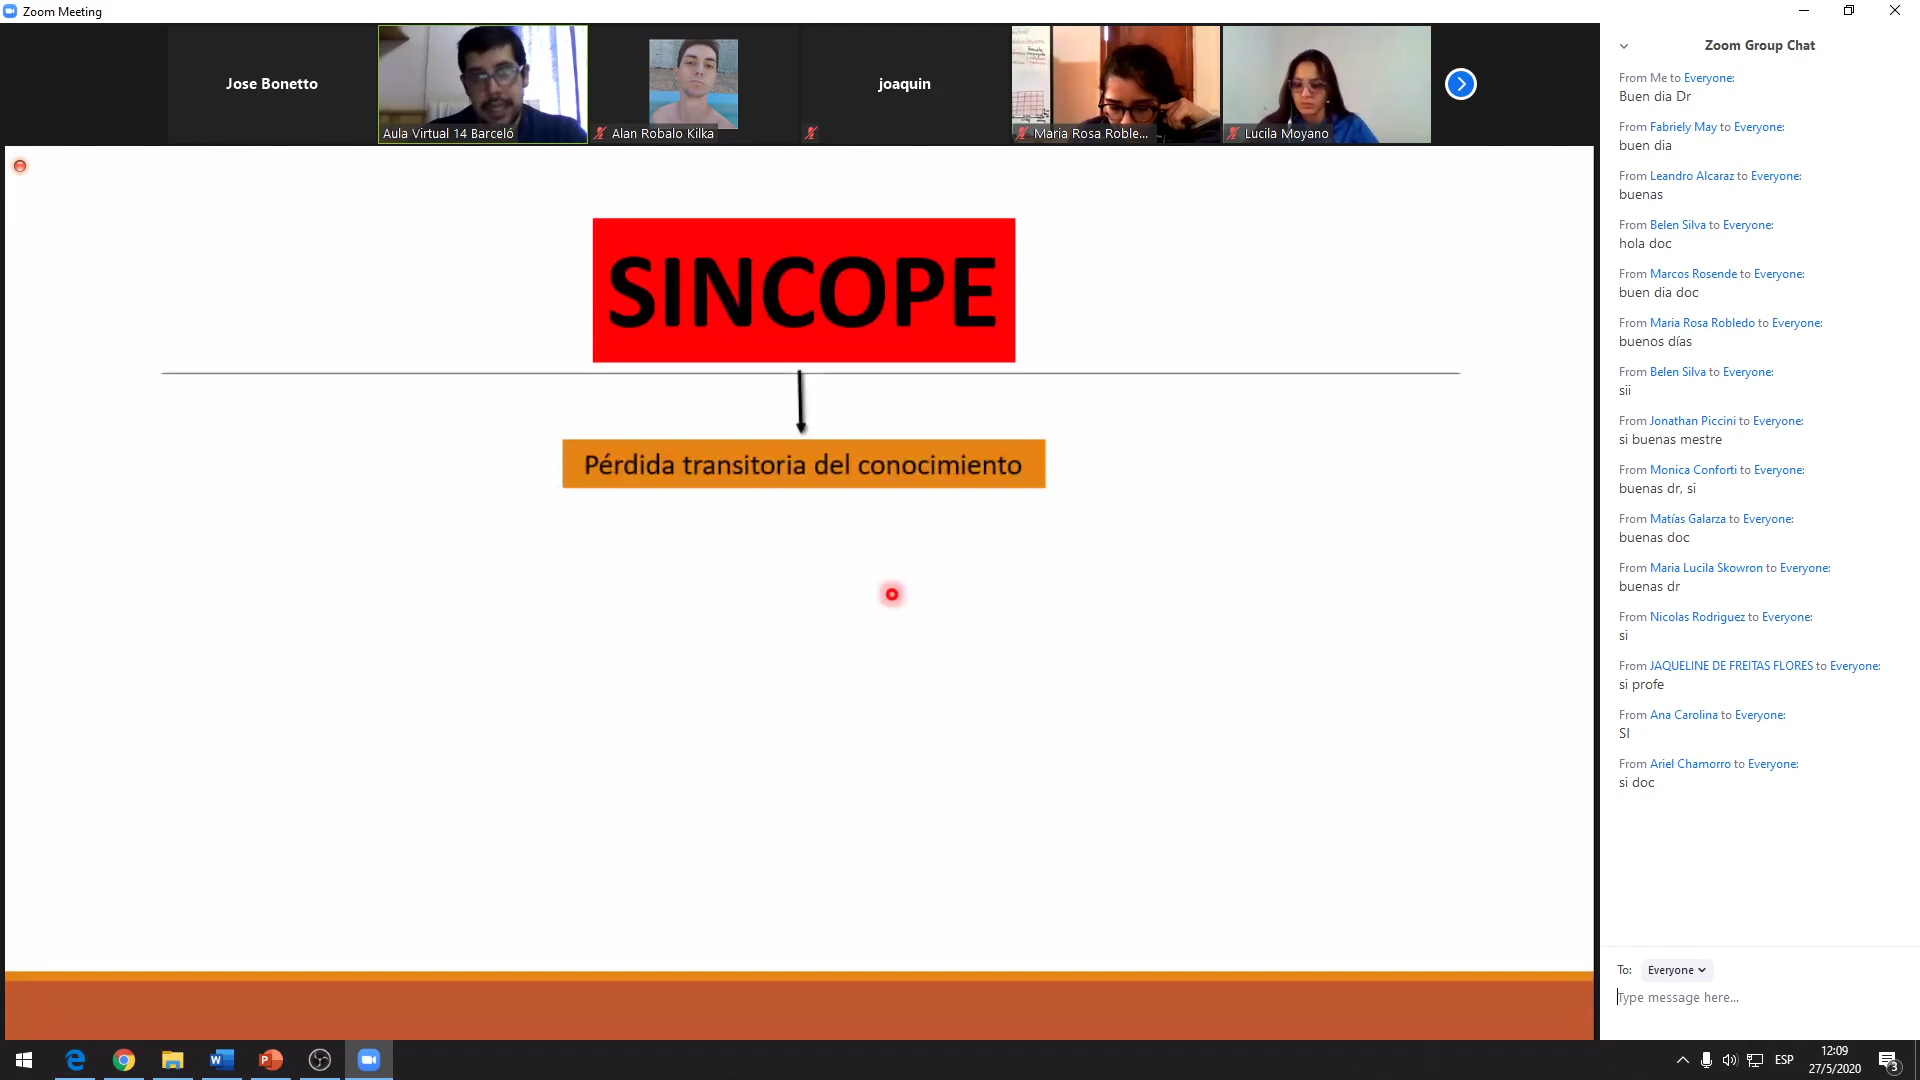 Zoom Meeting
Jose Bonetto
Aula Virtual 14 Barceló
Alan Robalo Kilka
joaquin
Maria Rosa Roble...
Lucila Moyano
SINCOPE
Pérdida transitoria del conocimiento
Zoom Group Chat
From Me to Everyone:
Buen dia Dr
From Fabriely May to Everyone:
buen dia
From Leandro Alcaraz to Everyone:
buenas
From Belen Silva to Everyone:
hola doc
From Marcos Rosende to Everyone:
buen dia doc
From Maria Rosa Robledo to Everyone:
buenos días
From Belen Silva to Everyone:
sii
From Jonathan Piccini to Everyone:
si buenas mestre
From Monica Conforti to Everyone:
buenas dr, si
From Matías Galarza to Everyone:
buenas doc
From Maria Lucila Skowron to Everyone:
buenas dr
From Nicolas Rodriguez to Everyone:
si
From JAQUELINE DE FREITAS FLORES to Everyone:
si profe
From Ana Carolina to Everyone:
SI
From Ariel Chamorro to Everyone:
si doc
To: Everyone
Type message here...
ESP
12:09
27/5/2020
3